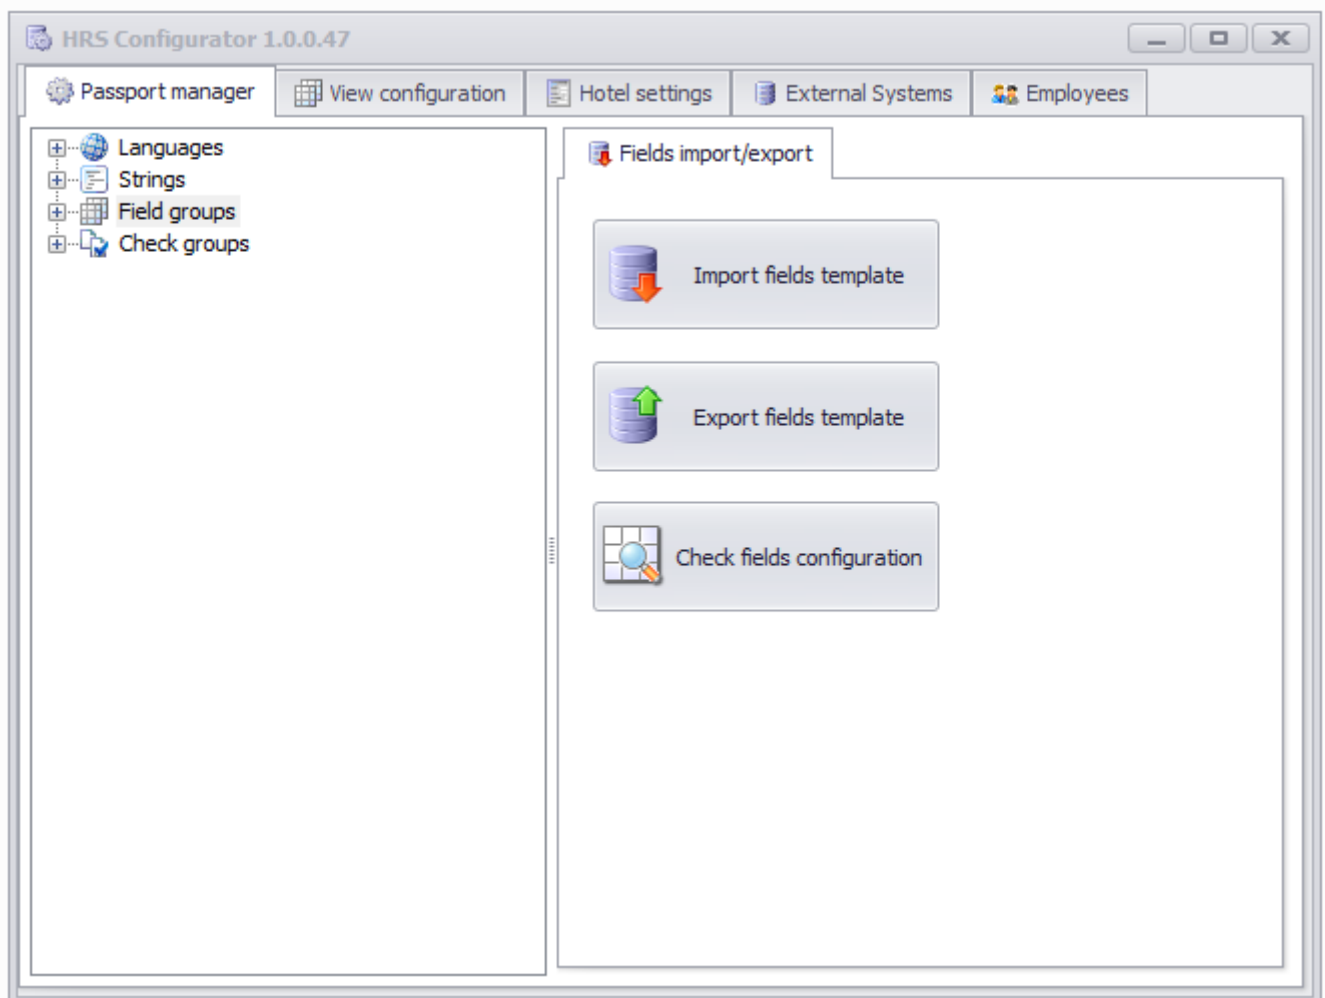 HRS Configurator 1.0.0.47
Passport manager
View configuration
Hotel settings
External Systems
Employees
Languages
Strings
Field groups
Check groups
Fields import/export
Import fields template
Export fields template
Check fields configuration